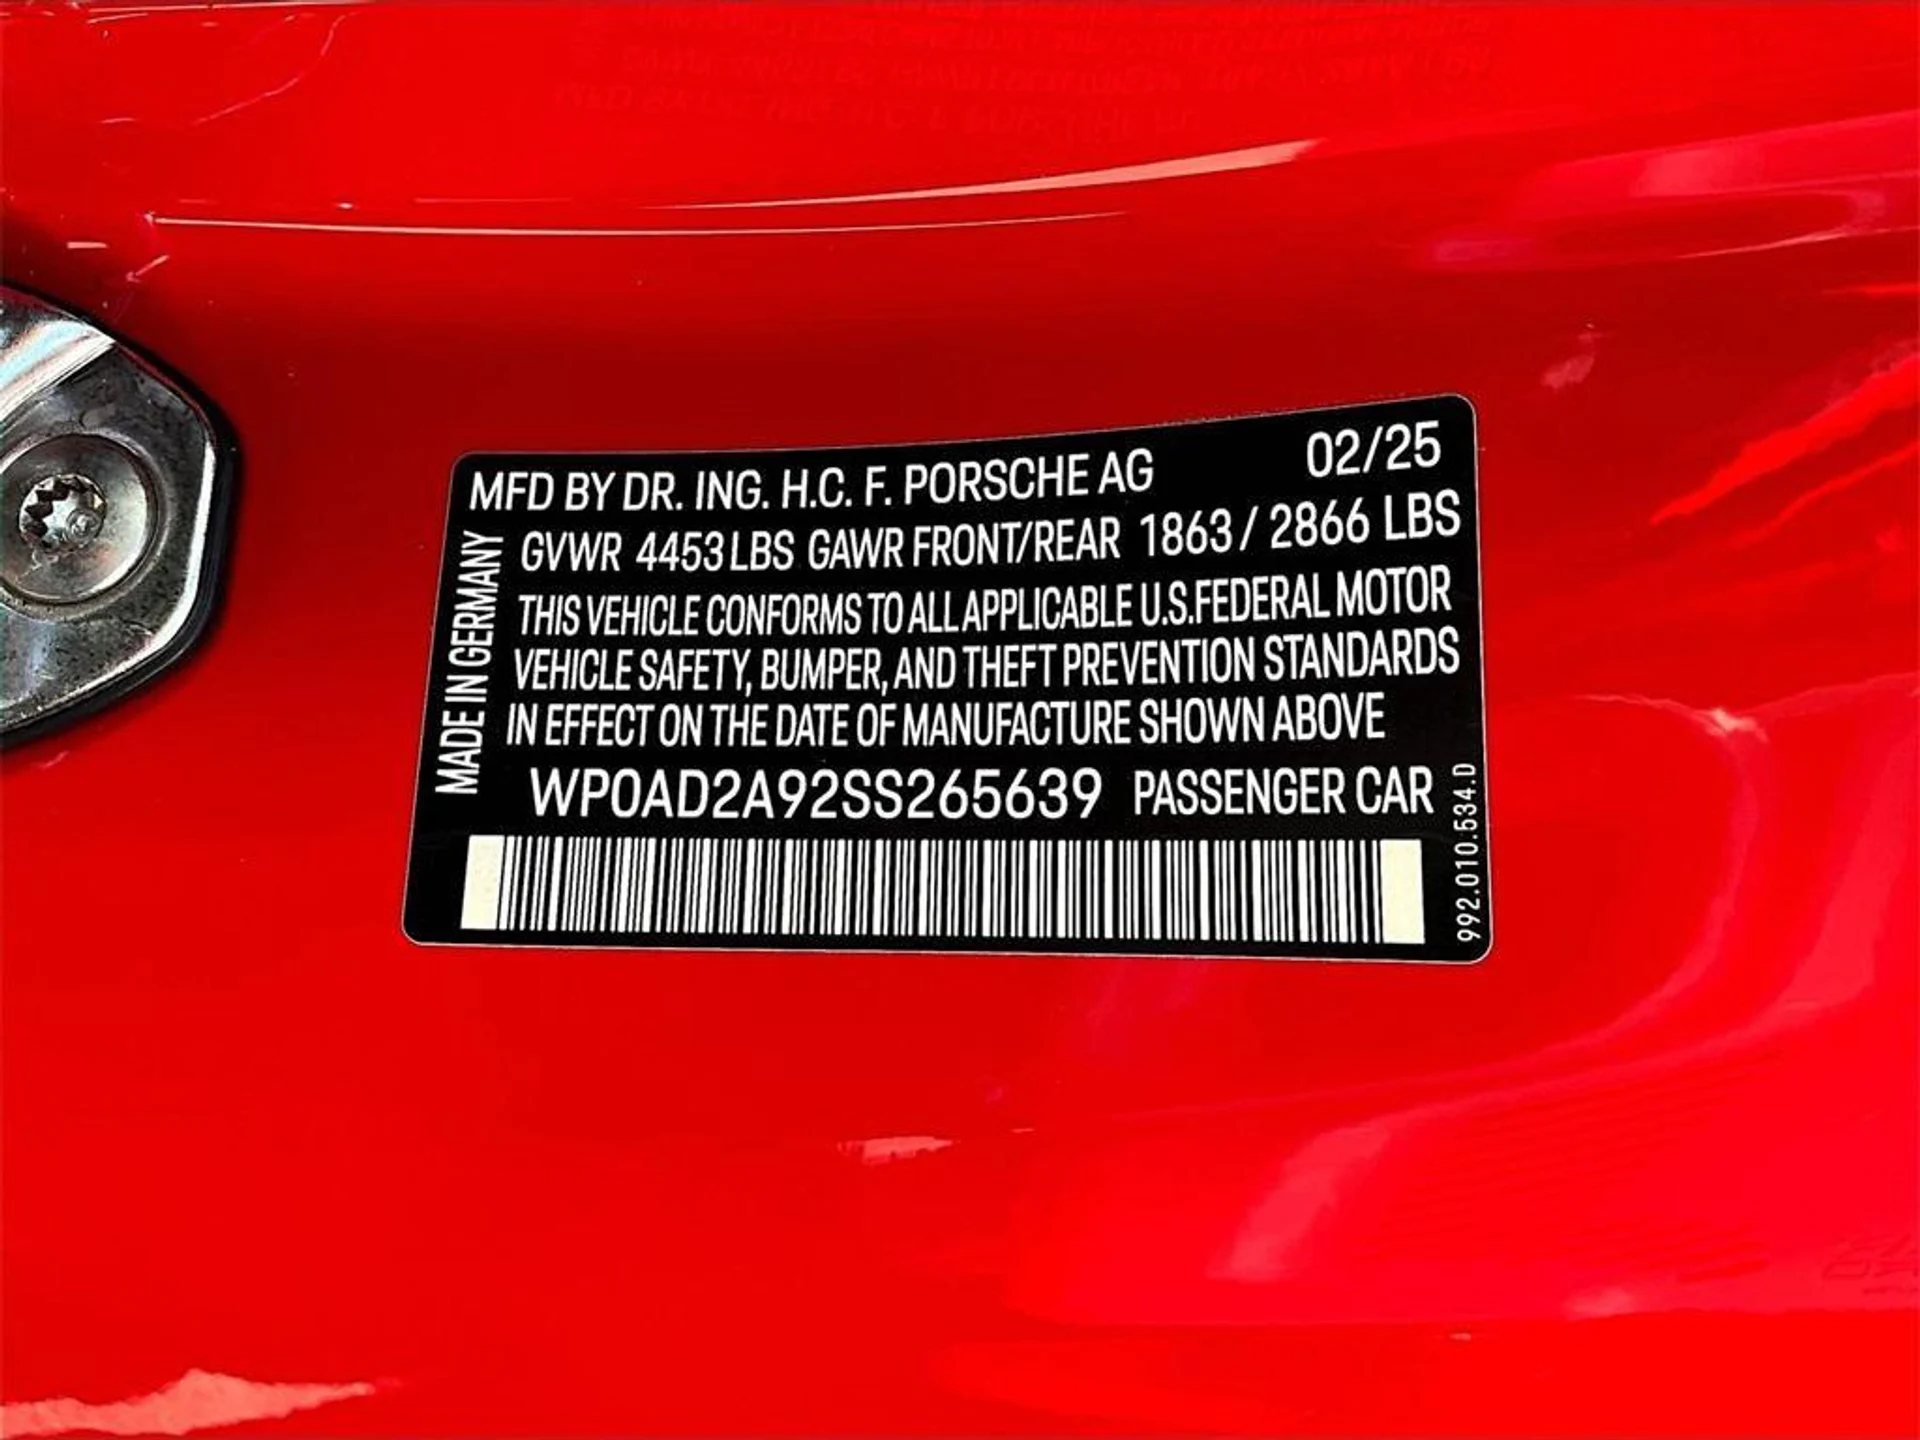 MFD BY DR. ING. H.C. F. PORSCHE AG 02/25
GVWR 4453 LBS GAWR FRONT/REAR 1863 / 2866 LBS
THIS VEHICLE CONFORMS TO ALL APPLICABLE U.S.FEDERAL MOTOR
VEHICLE SAFETY, BUMPER, AND THEFT PREVENTION STANDARDS
IN EFFECT ON THE DATE OF MANUFACTURE SHOWN ABOVE
WP0AD2A92SS265639 PASSENGER CAR
MADE IN GERMANY
992.010.534.D